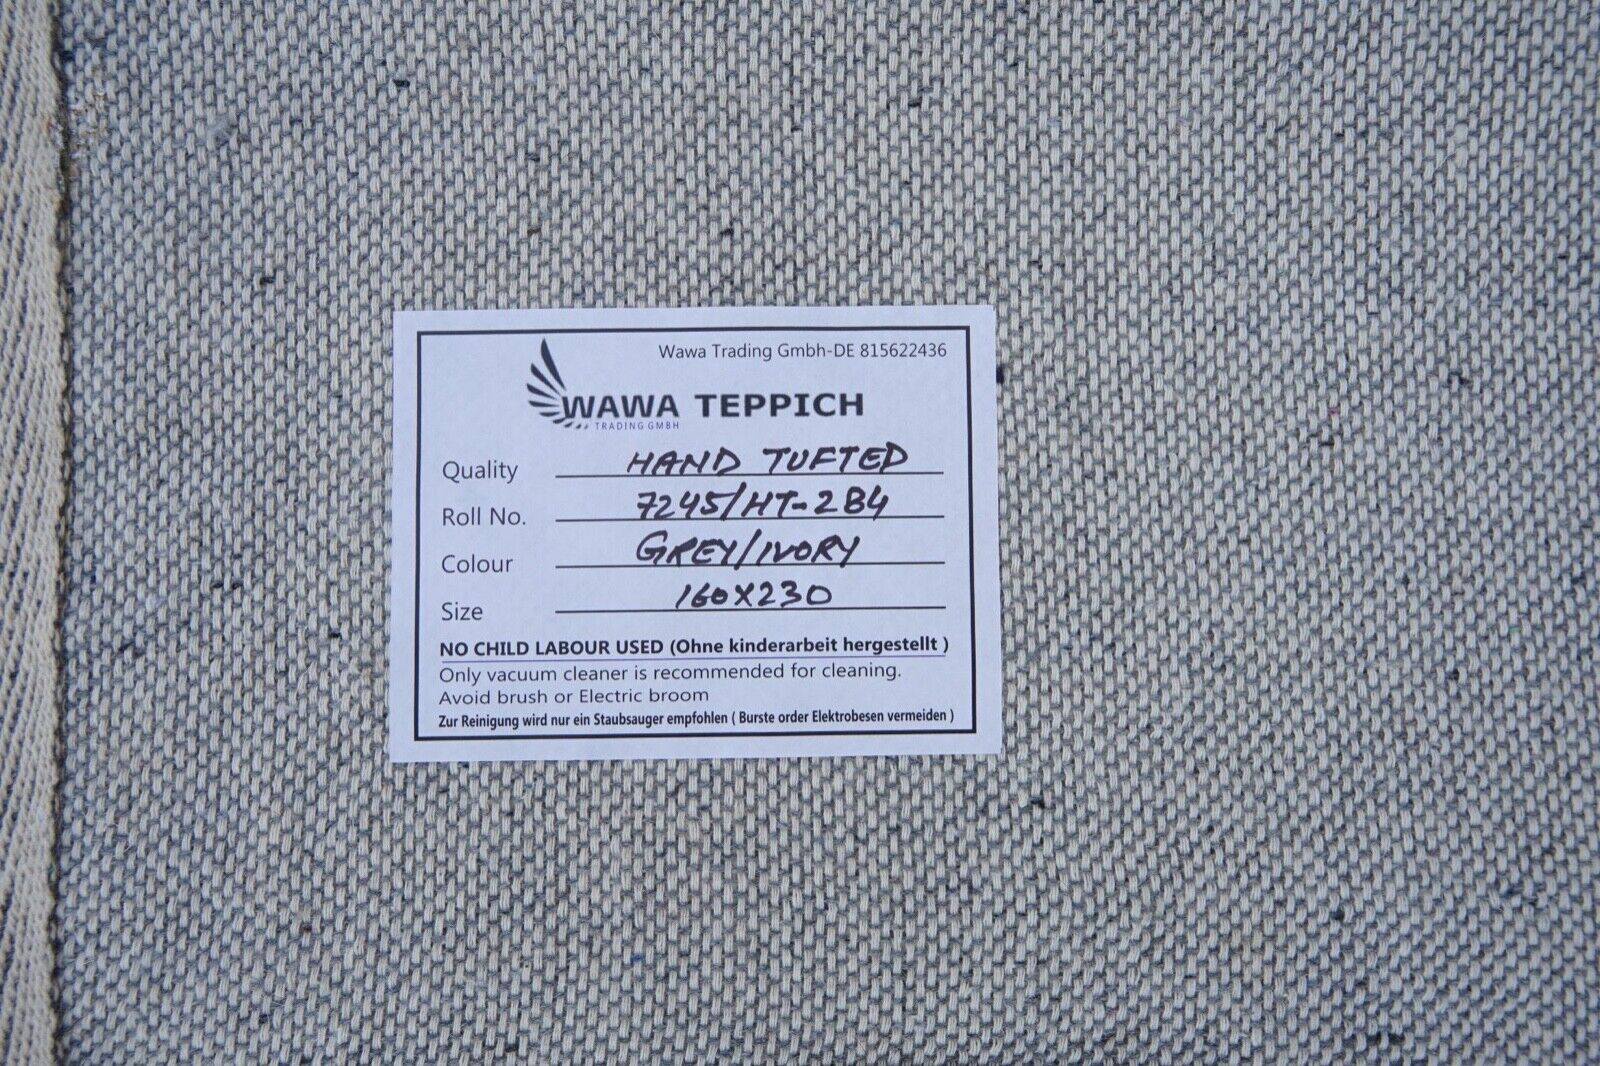 Wawa Trading Gmbh-DE 815622436
WAWA TEPPICH
TRADING GMBH
Quality HAND TUFTED
Roll No. 7245/HT-284
Colour GREY/IVORY
Size 160X230
NO CHILD LABOUR USED (Ohne kinderarbeit hergestellt )
Only vacuum cleaner is recommended for cleaning.
Avoid brush or Electric broom
Zur Reinigung wird nur ein Staubsauger empfohlen ( Burste order Elektrobesen vermeiden )